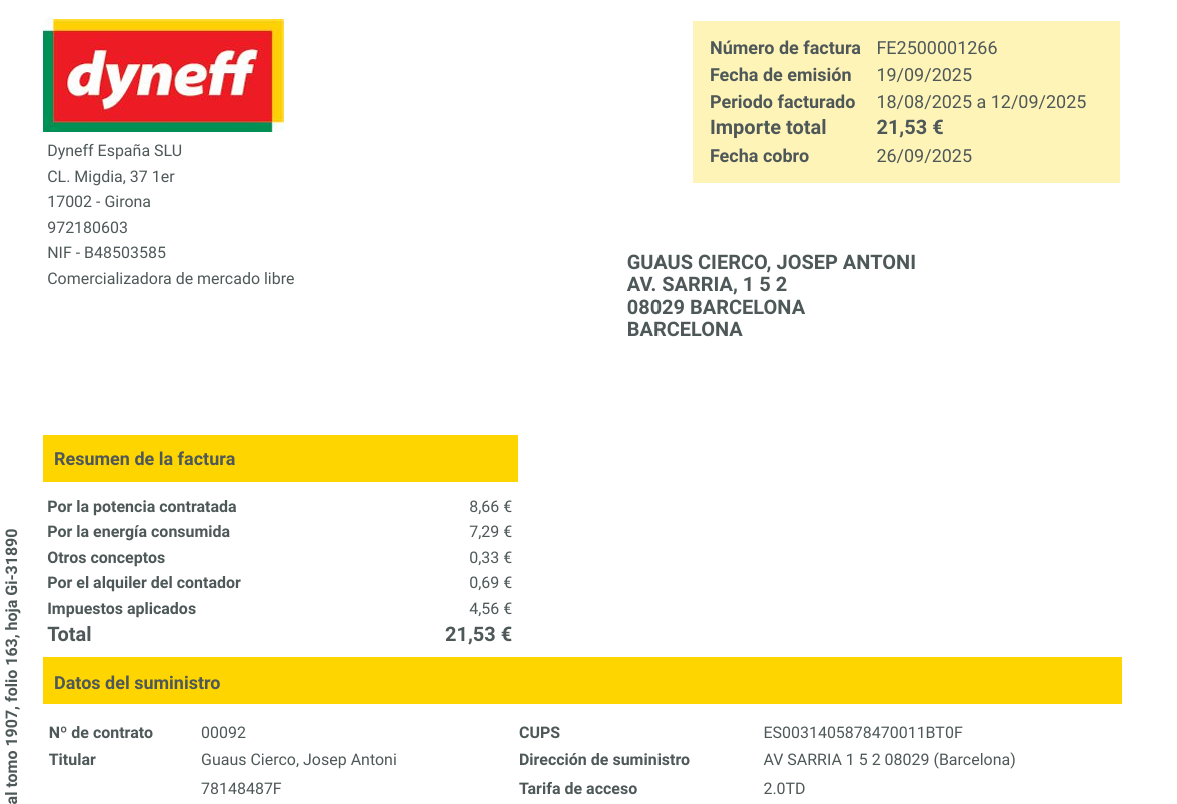 dyneff
Dyneff España SLU
CL. Migdia, 37 1er
17002 - Girona
972180603
NIF - B48503585
Comercializadora de mercado libre
Número de factura FE2500001266
Fecha de emisión 19/09/2025
Periodo facturado 18/08/2025 a 12/09/2025
Importe total 21,53 €
Fecha cobro 26/09/2025
GUAUS CIERCO, JOSEP ANTONI
AV. SARRIA, 1 5 2
08029 BARCELONA
BARCELONA
Resumen de la factura
Por la potencia contratada 8,66 €
Por la energía consumida 7,29 €
Otros conceptos 0,33 €
Por el alquiler del contador 0,69 €
Impuestos aplicados 4,56 €
Total 21,53 €
Datos del suministro
Nº de contrato 00092 CUPS ES0031405878470011BT0F
Titular Guaus Cierco, Josep Antoni Dirección de suministro AV SARRIA 1 5 2 08029 (Barcelona)
78148487F Tarifa de acceso 2.0TD
al tomo 1907, folio 163, hoja Gi-31890